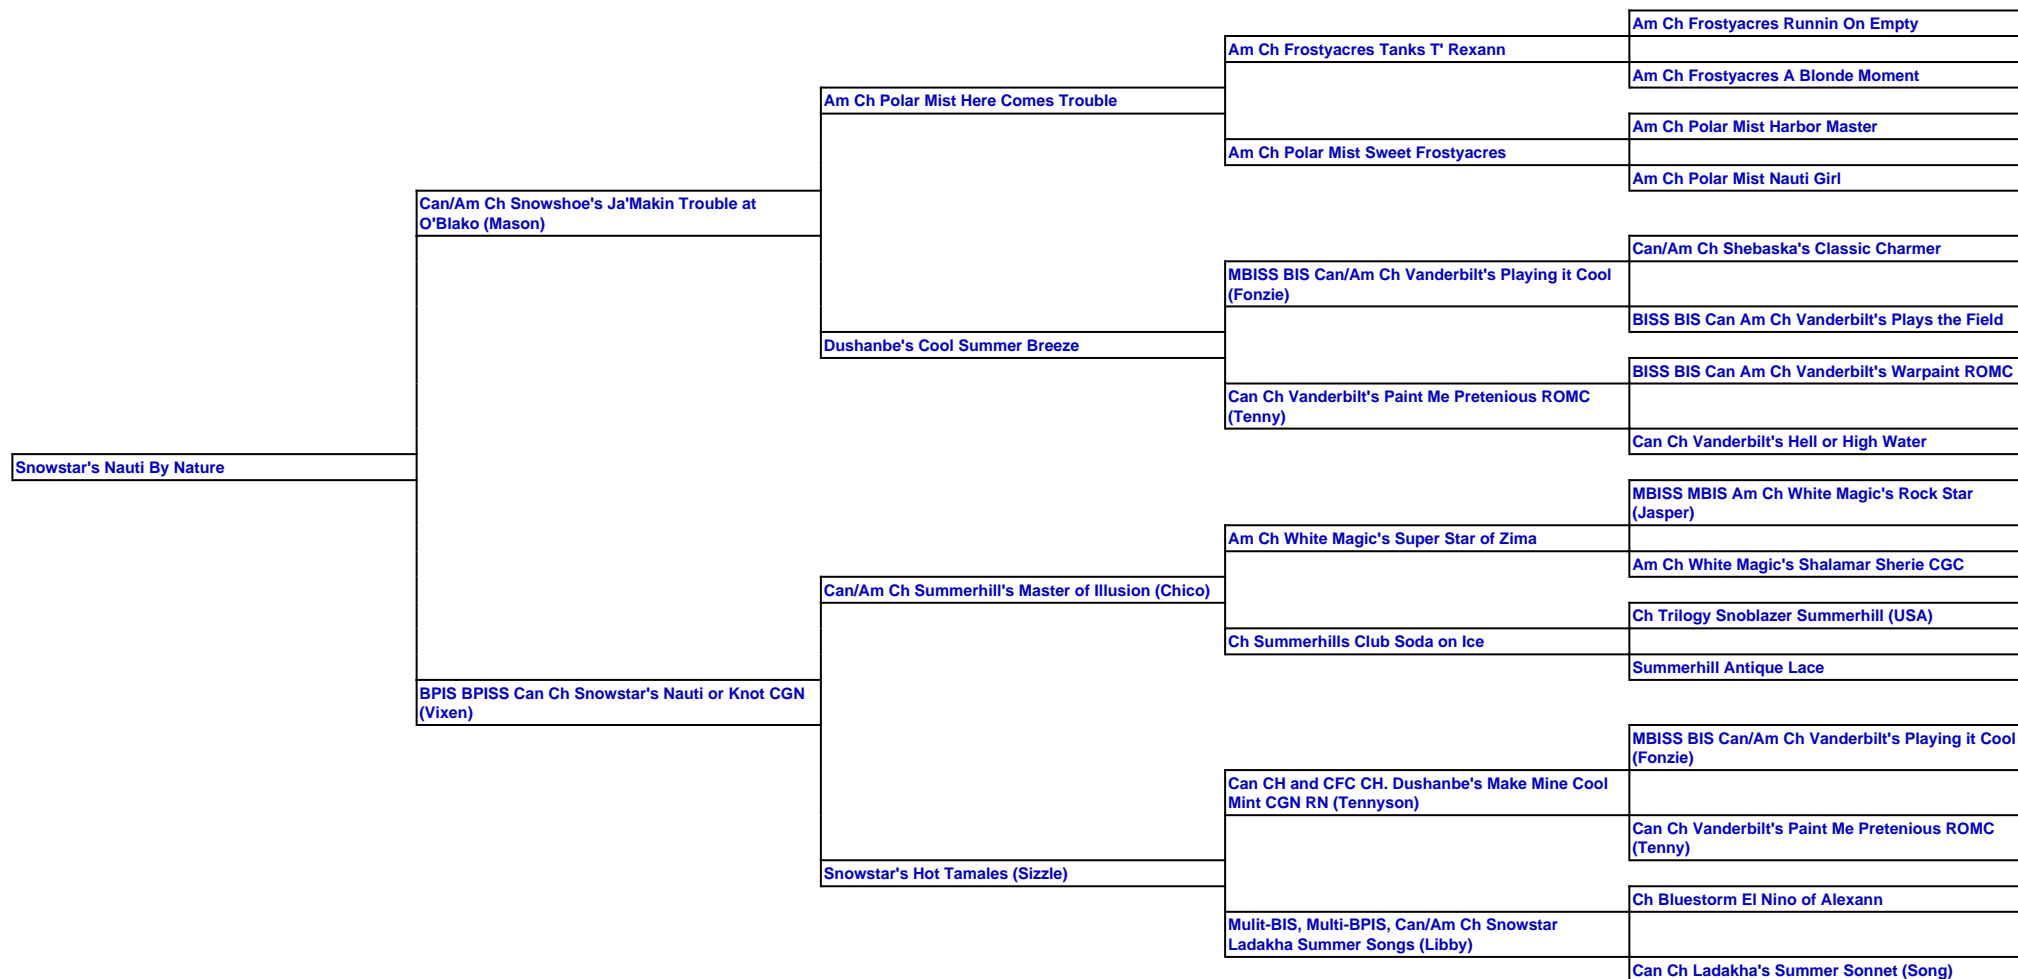 Am Ch Frostyacres Runnin On Empty
Am Ch Frostyacres Tanks T' Rexann
Am Ch Frostyacres A Blonde Moment
Am Ch Polar Mist Here Comes Trouble
Am Ch Polar Mist Harbor Master
Am Ch Polar Mist Sweet Frostyacres
Am Ch Polar Mist Nauti Girl
Can/Am Ch Snowshoe's Ja'Makin Trouble at
O'Blako (Mason)
Can/Am Ch Shebaska's Classic Charmer
MBISS BIS Can/Am Ch Vanderbilt's Playing it Cool
(Fonzie)
BISS BIS Can Am Ch Vanderbilt's Plays the Field
Dushanbe's Cool Summer Breeze
BISS BIS Can Am Ch Vanderbilt's Warpaint ROMC
Can Ch Vanderbilt's Paint Me Pretenious ROMC
(Tenny)
Can Ch Vanderbilt's Hell or High Water
Snowstar's Nauti By Nature
MBISS MBIS Am Ch White Magic's Rock Star
(Jasper)
Am Ch White Magic's Super Star of Zima
Am Ch White Magic's Shalamar Sherie CGC
Can/Am Ch Summerhill's Master of Illusion (Chico)
Ch Trilogy Snoblazer Summerhill (USA)
Ch Summerhills Club Soda on Ice
Summerhill Antique Lace
BPIS BPISS Can Ch Snowstar's Nauti or Knot CGN
(Vixen)
MBISS BIS Can/Am Ch Vanderbilt's Playing it Cool
(Fonzie)
Can CH and CFC CH. Dushanbe's Make Mine Cool
Mint CGN RN (Tennyson)
Can Ch Vanderbilt's Paint Me Pretenious ROMC
(Tenny)
Snowstar's Hot Tamales (Sizzle)
Ch Bluestorm El Nino of Alexann
Mulit-BIS, Multi-BPIS, Can/Am Ch Snowstar
Ladakha Summer Songs (Libby)
Can Ch Ladakha's Summer Sonnet (Song)